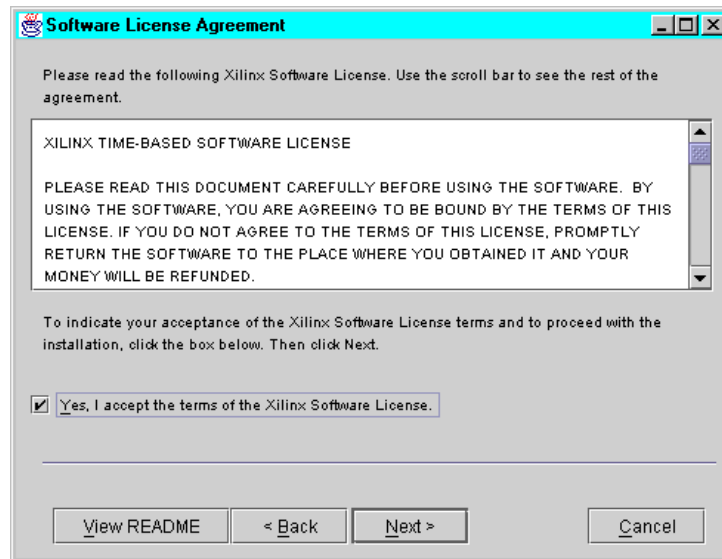 Software License Agreement
Please read the following Xilinx Software License. Use the scroll bar to see the rest of the
agreement.
XILINX TIME-BASED SOFTWARE LICENSE
PLEASE READ THIS DOCUMENT CAREFULLY BEFORE USING THE SOFTWARE. BY
USING THE SOFTWARE, YOU ARE AGREEING TO BE BOUND BY THE TERMS OF THIS
LICENSE. IF YOU DO NOT AGREE TO THE TERMS OF THIS LICENSE, PROMPTLY
RETURN THE SOFTWARE TO THE PLACE WHERE YOU OBTAINED IT AND YOUR
MONEY WILL BE REFUNDED.
To indicate your acceptance of the Xilinx Software License terms and to proceed with the
installation, click the box below. Then click Next.
Yes, I accept the terms of the Xilinx Software License.
View README < Back Next > Cancel